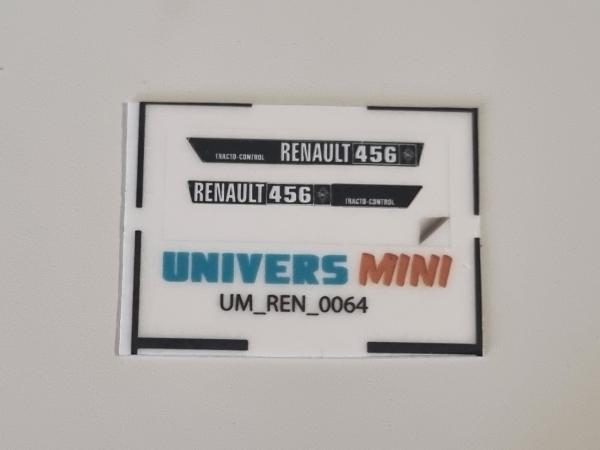 TRACTO-CONTROL RENAULT 456
RENAULT 456 TRACTO-CONTROL
UNIVERS MINI
UM_REN_0064